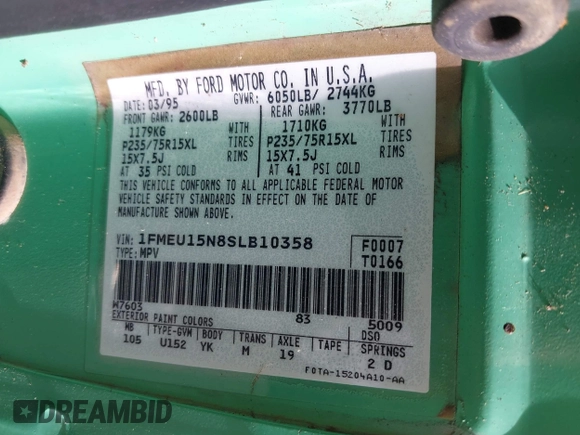 MFD. BY FORD MOTOR CO. IN U.S.A.
DATE: 03/95 GVWR: 6050LB/ 2744KG
FRONT GAWR: 2600LB REAR GAWR: 3770LB
1179KG WITH 1710KG WITH
P235/75R15XL TIRES P235/75R15XL TIRES
15X7.5J RIMS 15X7.5J RIMS
AT 35 PSI COLD AT 41 PSI COLD
THIS VEHICLE CONFORMS TO ALL APPLICABLE FEDERAL MOTOR
VEHICLE SAFETY STANDARDS IN EFFECT ON THE DATE OF
MANUFACTURE SHOWN ABOVE.
VIN: 1FMEU15N8SLB10358 F0007
TYPE: MPV T0166
M7603 83 5009
EXTERIOR PAINT COLORS DSO
WB TYPE-GVM BODY TRANS AXLE TAPE SPRINGS
105 U152 YK M 19 2 D
F0TA-15204A10-AA
DREAMBID